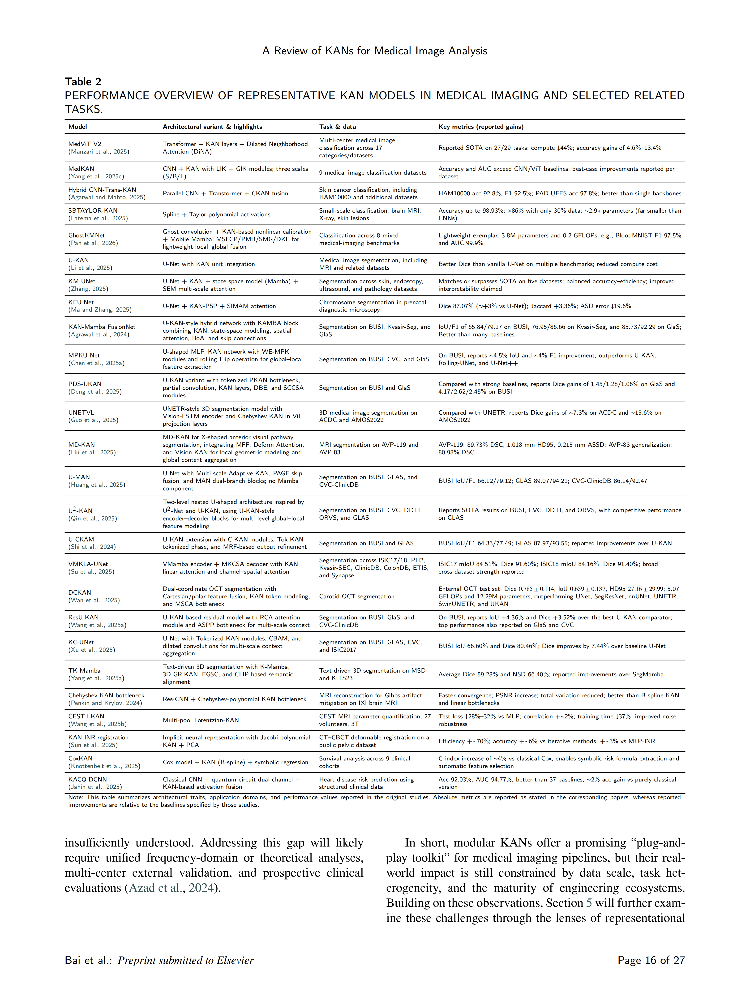 A Review of KANs for Medical Image Analysis
Table 2
PERFORMANCE OVERVIEW OF REPRESENTATIVE KAN MODELS IN MEDICAL IMAGING AND SELECTED RELATED
TASKS.
Model Architectural variant & highlights Task & data Key metrics (reported gains)
MedViT V2
(Manzari et al., 2025)
Transformer + KAN layers + Dilated Neighborhood
Attention (DiNA)
Multi-center medical image
classification across 17
categories/datasets
Reported SOTA on 27/29 tasks; compute ↓44%; accuracy gains of 4.6%–13.4%
MedKAN
(Yang et al., 2025c)
CNN + KAN with LIK + GIK modules; three scales
(S/B/L)
9 medical image classification datasets
Accuracy and AUC exceed CNN/ViT baselines; best-case improvements reported per
dataset
Hybrid CNN-Trans-KAN
(Agarwal and Mahto, 2025)
Parallel CNN + Transformer + CKAN fusion
Skin cancer classification, including
HAM10000 and additional datasets
HAM10000 acc 92.8%, F1 92.5%; PAD-UFES acc 97.8%; better than single backbones
SBTAYLOR-KAN
(Fatema et al., 2025)
Spline + Taylor-polynomial activations
Small-scale classification: brain MRI,
X-ray, skin lesions
Accuracy up to 98.93%; >86% with only 30% data; ~2.9k parameters (far smaller than
CNNs)
GhostKMNet
(Pan et al., 2026)
Ghost convolution + KAN-based nonlinear calibration
+ Mobile Mamba; MSFCP/PMB/SMG/DKF for
lightweight local–global fusion
Classification across 8 mixed
medical-imaging benchmarks
Lightweight exemplar: 3.8M parameters and 0.2 GFLOPs; e.g., BloodMNIST F1 97.5%
and AUC 99.9%
U-KAN
(Li et al., 2025)
U-Net with KAN unit integration
Medical image segmentation, including
MRI and related datasets
Better Dice than vanilla U-Net on multiple benchmarks; reduced compute cost
KM-UNet
(Zhang, 2025)
U-Net + KAN + state-space model (Mamba) +
SEM multi-scale attention
Segmentation across skin, endoscopy,
ultrasound, and pathology datasets
Matches or surpasses SOTA on five datasets; balanced accuracy–efficiency; improved
interpretability claimed
KEU-Net
(Ma and Zhang, 2025)
U-Net + KAN-PSP + SIMAM attention
Chromosome segmentation in prenatal
diagnostic microscopy
Dice 87.07% (≈+3% vs U-Net); Jaccard +3.36%; ASD error ↓19.6%
KAN-Mamba FusionNet
(Agrawal et al., 2024)
U-KAN-style hybrid network with KAMBA block
combining KAN, state-space modeling, spatial
attention, BoA, and skip connections
Segmentation on BUSI, Kvasir-Seg, and
GlaS
IoU/F1 of 65.84/79.17 on BUSI, 76.95/86.66 on Kvasir-Seg, and 85.73/92.29 on GlaS;
Better than many baselines
MPKU-Net
(Chen et al., 2025a)
U-shaped MLP–KAN network with WE-MPK
modules and rolling Flip operation for global–local
feature extraction
Segmentation on BUSI, CVC, and GlaS
On BUSI, reports ~4.5% IoU and ~4% F1 improvement; outperforms U-KAN,
Rolling-UNet, and U-Net++
PDS-UKAN
(Deng et al., 2025)
U-KAN variant with tokenized PKAN bottleneck,
partial convolution, KAN layers, DBE, and SCCSA
modules
Segmentation on BUSI and GlaS
Compared with strong baselines, reports Dice gains of 1.45/1.28/1.06% on GlaS and
4.17/2.62/2.45% on BUSI
UNETVL
(Guo et al., 2025)
UNETR-style 3D segmentation model with
Vision-LSTM encoder and Chebyshev KAN in ViL
projection layers
3D medical image segmentation on
ACDC and AMOS2022
Compared with UNETR, reports Dice gains of ~7.3% on ACDC and ~15.6% on
AMOS2022
MD-KAN
(Liu et al., 2025)
MD-KAN for X-shaped anterior visual pathway
segmentation, integrating MFF, Deform Attention,
and Vision KAN for local geometric modeling and
global context aggregation
MRI segmentation on AVP-119 and
AVP-83
AVP-119: 89.73% DSC, 1.018 mm HD95, 0.215 mm ASSD; AVP-83 generalization:
80.98% DSC
U-MAN
(Huang et al., 2025)
U-Net with Multi-scale Adaptive KAN, PAGF skip
fusion, and MAN dual-branch blocks; no Mamba
component
Segmentation on BUSI, GLAS, and
CVC-ClinicDB
BUSI IoU/F1 66.12/79.12; GLAS 89.07/94.21; CVC-ClinicDB 86.14/92.47
U²-KAN
(Qin et al., 2025)
Two-level nested U-shaped architecture inspired by
U²-Net and U-KAN, using U-KAN-style
encoder–decoder blocks for multi-level global–local
feature modeling
Segmentation on BUSI, CVC, DDTI,
ORVS, and GLAS
Reports SOTA results on BUSI, CVC, DDTI, and ORVS, with competitive performance
on GLAS
U-CKAM
(Shi et al., 2024)
U-KAN extension with C-KAN modules, Tok-KAN
tokenized phase, and MRF-based output refinement
Segmentation on BUSI and GLAS
BUSI IoU/F1 64.33/77.49; GLAS 87.97/93.55; reported improvements over U-KAN
VMKLA-UNet
(Su et al., 2025)
VMamba encoder + MKCSA decoder with KAN
linear attention and channel–spatial attention
Segmentation across ISIC17/18, PH2,
Kvasir-SEG, ClinicDB, ColonDB, ETIS,
and Synapse
ISIC17 mIoU 84.51%, Dice 91.60%; ISIC18 mIoU 84.16%, Dice 91.40%; broad
cross-dataset strength reported
DCKAN
(Wan et al., 2025)
Dual-coordinate OCT segmentation with
Cartesian/polar feature fusion, KAN token modeling,
and MSCA bottleneck
Carotid OCT segmentation
External OCT test set: Dice 0.785 ± 0.114, IoU 0.659 ± 0.137, HD95 27.16 ± 29.99; 5.07
GFLOPs and 12.29M parameters, outperforming UNet, SegResNet, nnUNet, UNETR,
SwinUNETR, and UKAN
ResU-KAN
(Wang et al., 2025a)
U-KAN-based residual model with RCA attention
module and ASPP bottleneck for multi-scale context
Segmentation on BUSI, GlaS, and
CVC-ClinicDB
On BUSI, reports IoU +4.36% and Dice +3.52% over the best U-KAN comparator;
top performance also reported on GlaS and CVC
KC-UNet
(Xu et al., 2025)
U-Net with Tokenized KAN modules, CBAM, and
dilated convolutions for multi-scale context
aggregation
Segmentation on BUSI, GLAS, CVC,
and ISIC2017
BUSI IoU 66.60% and Dice 80.46%; Dice improves by 7.44% over baseline U-Net
TK-Mamba
(Yang et al., 2025a)
Text-driven 3D segmentation with K-Mamba,
3D-GR-KAN, EGSC, and CLIP-based semantic
alignment
Text-driven 3D segmentation on MSD
and KiTS23
Average Dice 59.28% and NSD 66.40%; reported improvements over SegMamba
Chebyshev-KAN bottleneck
(Penkin and Krylov, 2024)
Res-CNN + Chebyshev-polynomial KAN bottleneck
MRI reconstruction for Gibbs artifact
mitigation on IXI brain MRI
Faster convergence; PSNR increase; total variation reduced; better than B-spline KAN
and linear bottlenecks
CEST-LKAN
(Wang et al., 2025b)
Multi-pool Lorentzian-KAN
CEST-MRI parameter quantification, 27
volunteers, 3T
Test loss ↓28%–32% vs MLP; correlation +~2%; training time ↓37%; improved noise
robustness
KAN-INR registration
(Sun et al., 2025)
Implicit neural representation with Jacobi-polynomial
KAN + PCA
CT–CBCT deformable registration on a
public pelvic dataset
Efficiency +~70%; accuracy +~6% vs iterative methods, +~3% vs MLP-INR
CoxKAN
(Knottenbelt et al., 2025)
Cox model + KAN (B-spline) + symbolic regression
Survival analysis across 9 clinical
cohorts
C-index increase of ~4% vs classical Cox; enables symbolic risk formula extraction and
automatic feature selection
KACQ-DCNN
(Jahin et al., 2025)
Classical CNN + quantum-circuit dual channel +
KAN-based activation fusion
Heart disease risk prediction using
structured clinical data
Acc 92.03%, AUC 94.77%; better than 37 baselines; ~2% acc gain vs purely classical
version
Note: This table summarizes architectural traits, application domains, and performance values reported in the original studies. Absolute metrics are reported as stated in the corresponding papers, whereas reported
improvements are relative to the baselines specified by those studies.
insufficiently understood. Addressing this gap will likely
require unified frequency-domain or theoretical analyses,
multi-center external validation, and prospective clinical
evaluations (Azad et al., 2024).
In short, modular KANs offer a promising “plug-and-
play toolkit” for medical imaging pipelines, but their real-
world impact is still constrained by data scale, task het-
erogeneity, and the maturity of engineering ecosystems.
Building on these observations, Section 5 will further exam-
ine these challenges through the lenses of representational
Bai et al.: Preprint submitted to Elsevier
Page 16 of 27